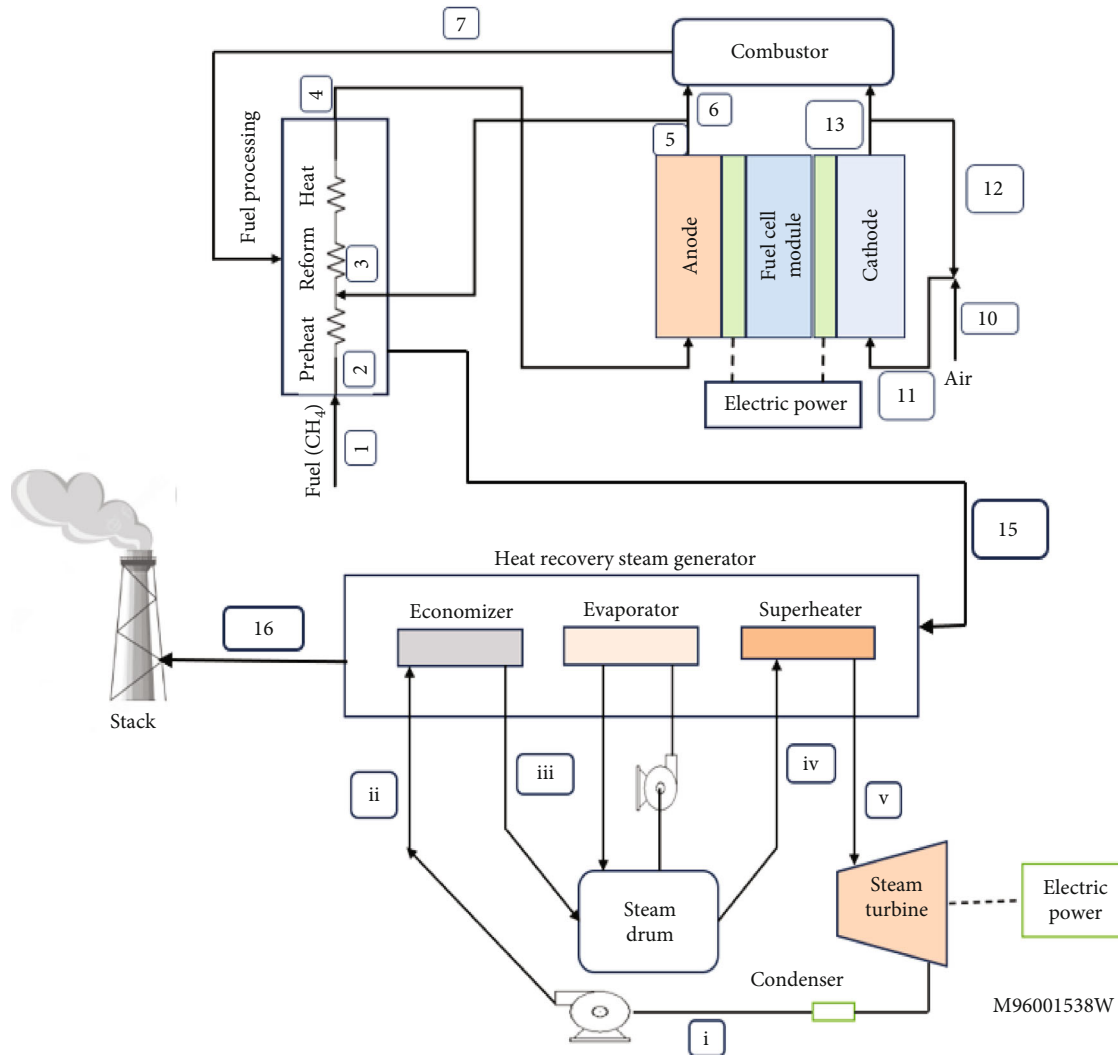 7
Combustor
4
6
13
5
12
Fuel processing
Heat
Reform
3
Preheat
2
Anode
Fuel cell
module
Cathode
10
Air
11
Electric power
Fuel (CH₄)
1
15
Heat recovery steam generator
16
Economizer
Evaporator
Superheater
Stack
ii
iii
iv
v
Steam
drum
Steam
turbine
Electric
power
Condenser
i
M96001538W